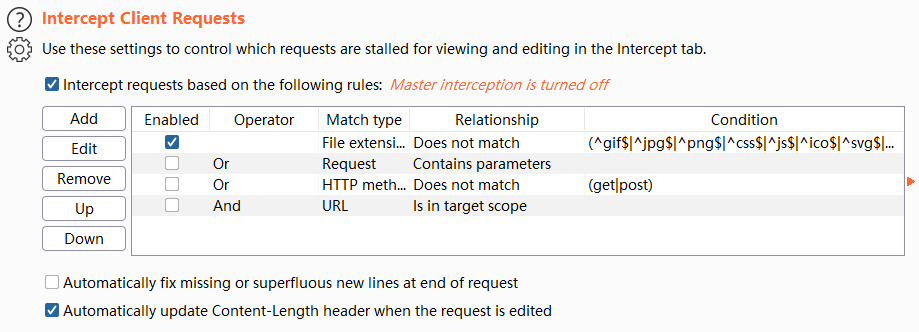 Intercept Client Requests
Use these settings to control which requests are stalled for viewing and editing in the Intercept tab.
Intercept requests based on the following rules: Master interception is turned off
Add
Edit
Remove
Up
Down
Enabled Operator Match type Relationship Condition
File extensi... Does not match (^gif$|^jpg$|^png$|^css$|^js$|^ico$|^svg$|...
Or Request Contains parameters
Or HTTP meth... Does not match (get|post)
And URL Is in target scope
Automatically fix missing or superfluous new lines at end of request
Automatically update Content-Length header when the request is edited